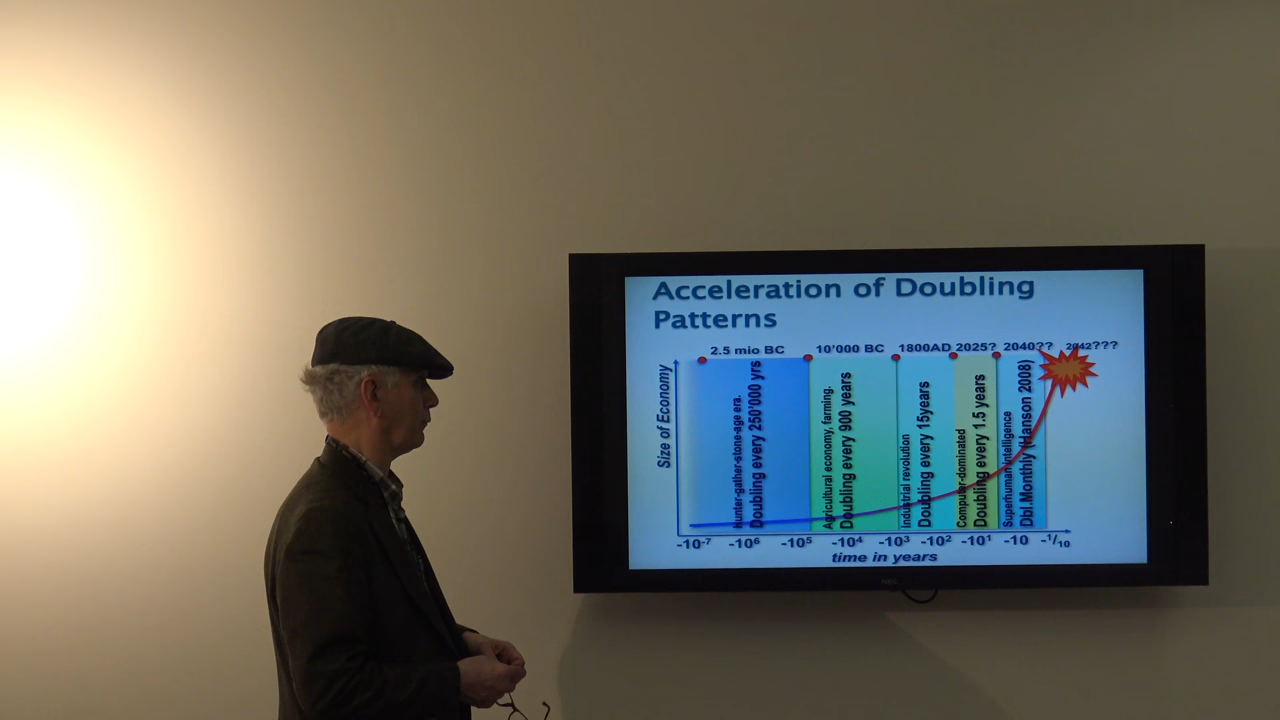 Acceleration of Doubling
Patterns
2.5 mio BC
10'000 BC
1800AD
2025?
2040??
2042???
Size of Economy
Hunter-gather-stone-age era.
Doubling every 250'000 yrs
Agricultural economy, farming.
Doubling every 900 years
Industrial revolution
Doubling every 15years
Computer-dominated
Doubling every 1.5 years
Superhuman intelligence
Dbl.Monthly (Hanson 2008)
-10⁻⁷ -10⁶ -10⁵ -10⁴ -10³ -10² -10¹ -10 -¹/₁₀
time in years
NEC